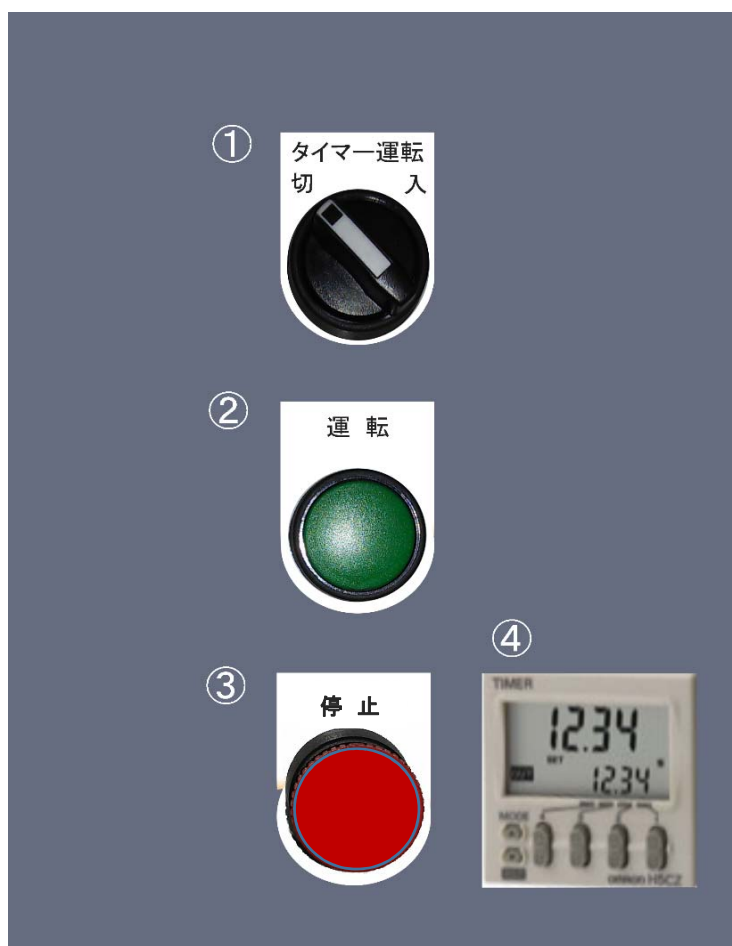 ①
タイマー運転
切 入
②
運 転
③
停 止
④
TIMER
12.34
SET
OUT
12.34
MODE
omron H5CZ